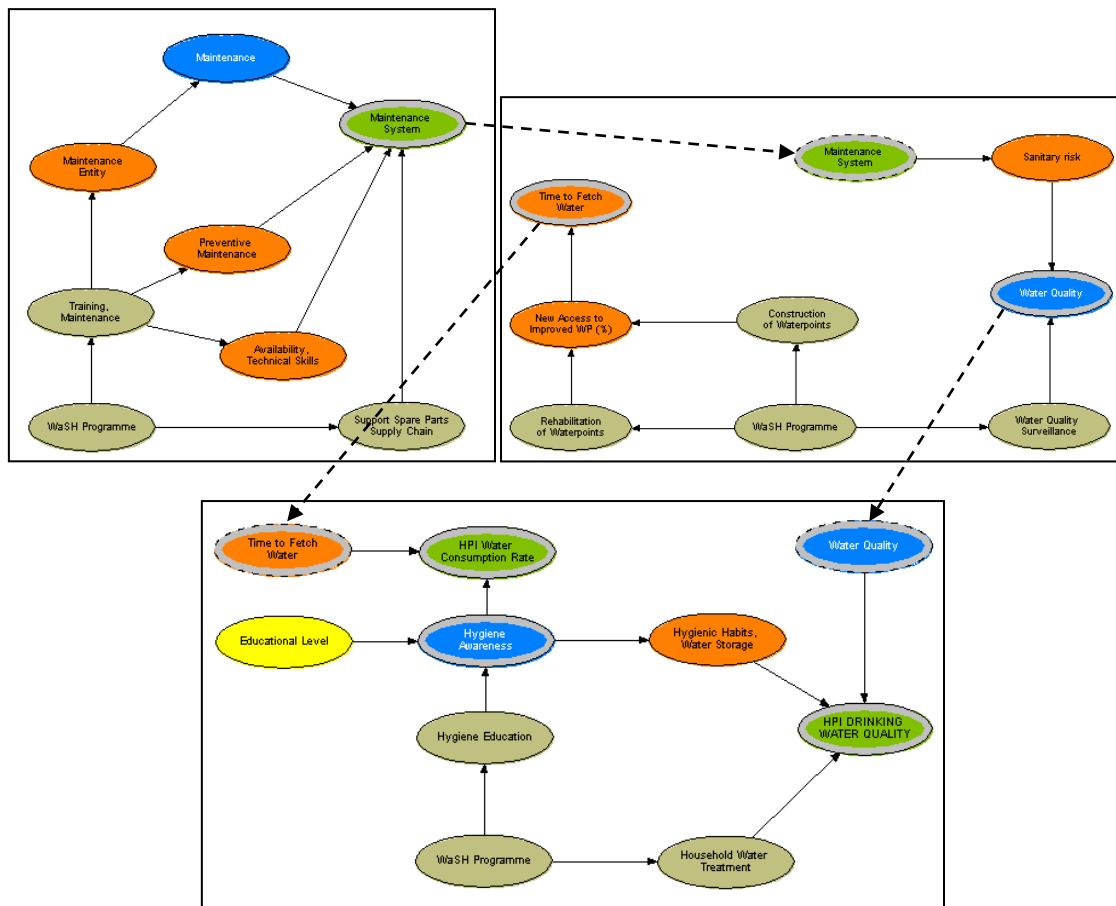 Maintenance
Maintenance
System
Maintenance
Entity
Preventive
Maintenance
Training,
Maintenance
Availability,
Technical Skills
WaSH Programme
Support Spare Parts
Supply Chain
Maintenance
System
Sanitary risk
Time to Fetch
Water
Water Quality
New Access to
Improved WP (%)
Construction
of Waterpoints
Rehabilitation
of Waterpoints
WaSH Programme
Water Quality
Surveillance
Time to Fetch
Water
HPI Water
Consumption Rate
Water Quality
Educational Level
Hygiene
Awareness
Hygienic Habits,
Water Storage
Hygiene Education
HPI DRINKING
WATER QUALITY
WaSH Programme
Household Water
Treatment